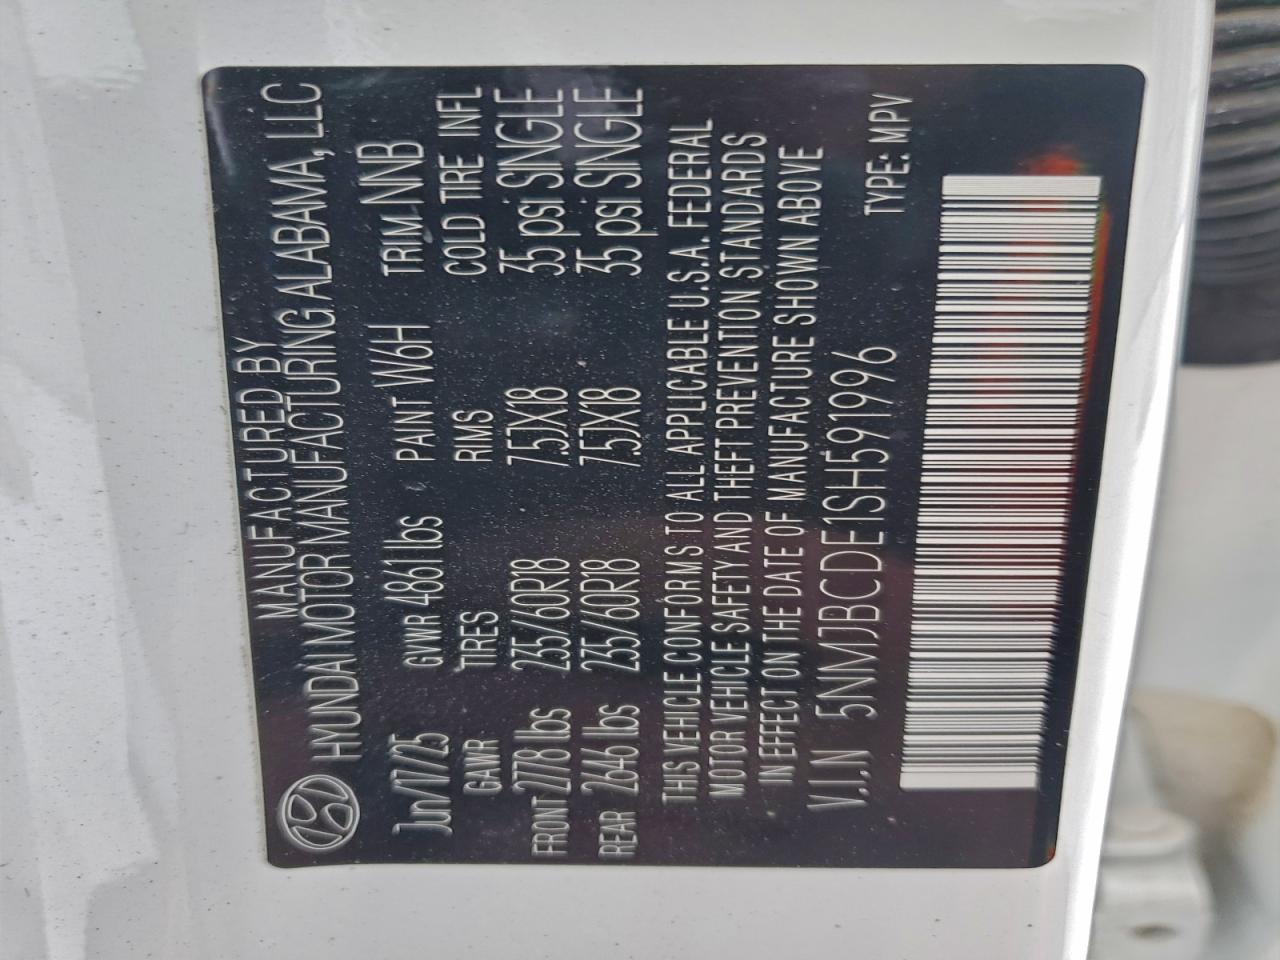 MANUFACTURED BY
HYUNDAI MOTOR MANUFACTURING ALABAMA, LLC
Jun/17/25 GVWR 4861 lbs PAINT W6H TRIM NNB
GAWR TIRES RIMS COLD TIRE INFL
FRONT 2778 lbs 235/60R18 7.5JX18 35 psi SINGLE
REAR 2646 lbs 235/60R18 7.5JX18 35 psi SINGLE
THIS VEHICLE CONFORMS TO ALL APPLICABLE U.S.A. FEDERAL
MOTOR VEHICLE SAFETY AND THEFT PREVENTION STANDARDS
IN EFFECT ON THE DATE OF MANUFACTURE SHOWN ABOVE
V.I.N 5NMJBCDE1SH591996 TYPE: MPV